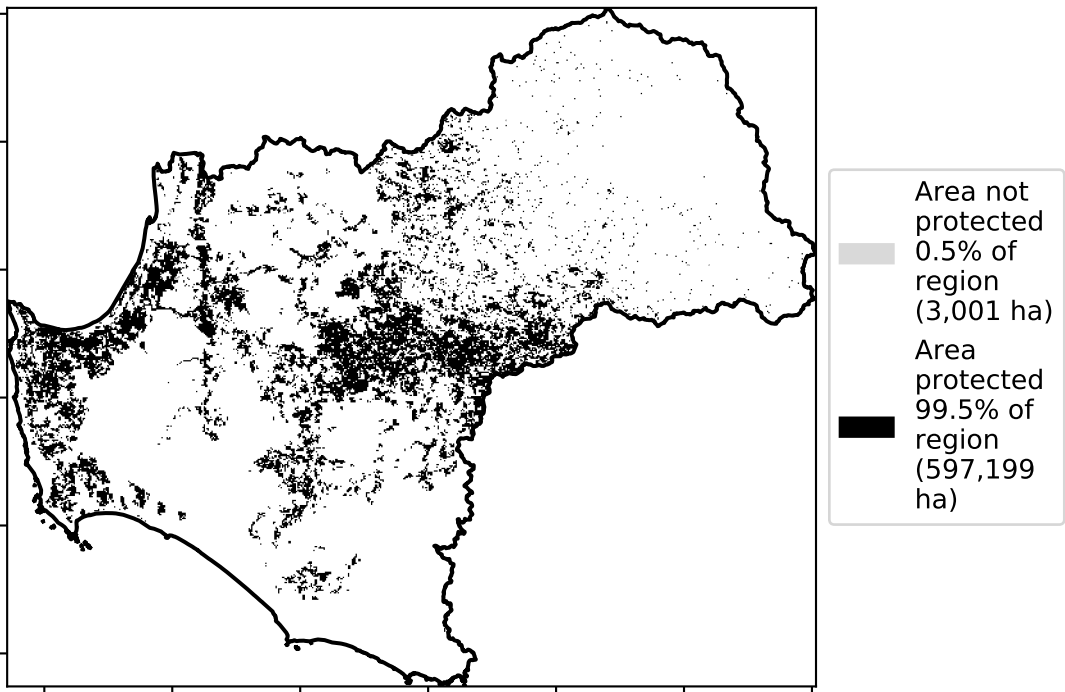 Area not
protected
0.5% of
region
(3,001 ha)
Area
protected
99.5% of
region
(597,199
ha)